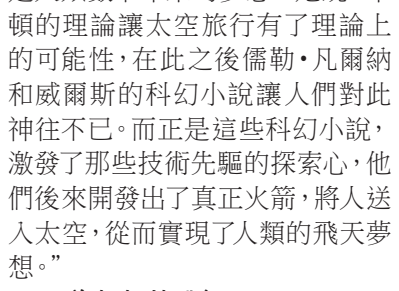 頓的理論讓太空旅行有了理論上
的可能性，在此之後儒勒•凡爾納
和威爾斯的科幻小說讓人們對此
神往不已。而正是這些科幻小說，
激發了那些技術先驅的探索心，他
們後來開發出了真正火箭，將人送
入太空，從而實現了人類的飛天夢
想。”